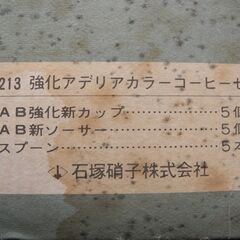 213 強化アデリアカラーコーヒーセ
AB強化新カップ——5個
AB新ソーサー——5個
スプーン——5本
石塚硝子株式会社